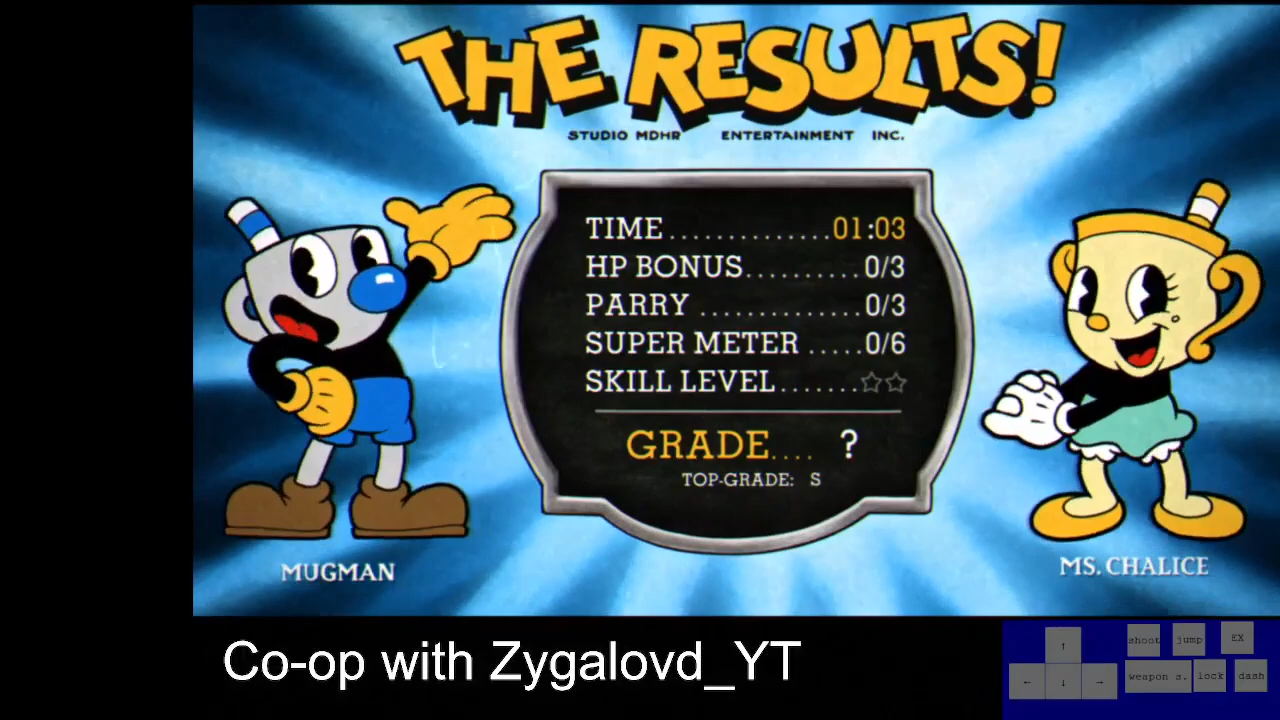 THE RESULTS!
STUDIO MDHR ENTERTAINMENT INC.
TIME..............01:03
HP BONUS..........0/3
PARRY.............0/3
SUPER METER.....0/6
SKILL LEVEL.......☆☆
GRADE.... ?
TOP-GRADE: S
MUGMAN
MS. CHALICE
Co-op with Zygalovd_YT
↑ shoot jump EX
← ↓ → weapon s. lock dash